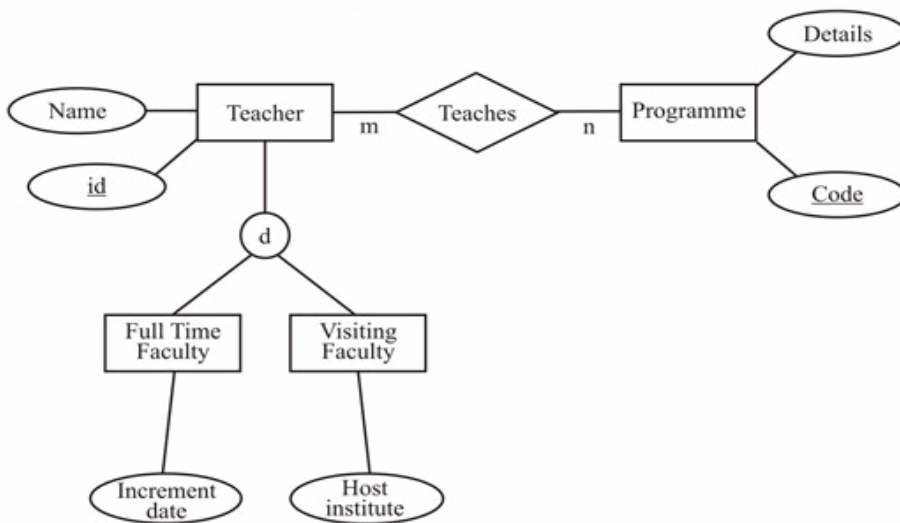 Details
Name
Teacher
Teaches
Programme
m
n
id
Code
d
Full Time
Faculty
Visiting
Faculty
Increment
date
Host
institute